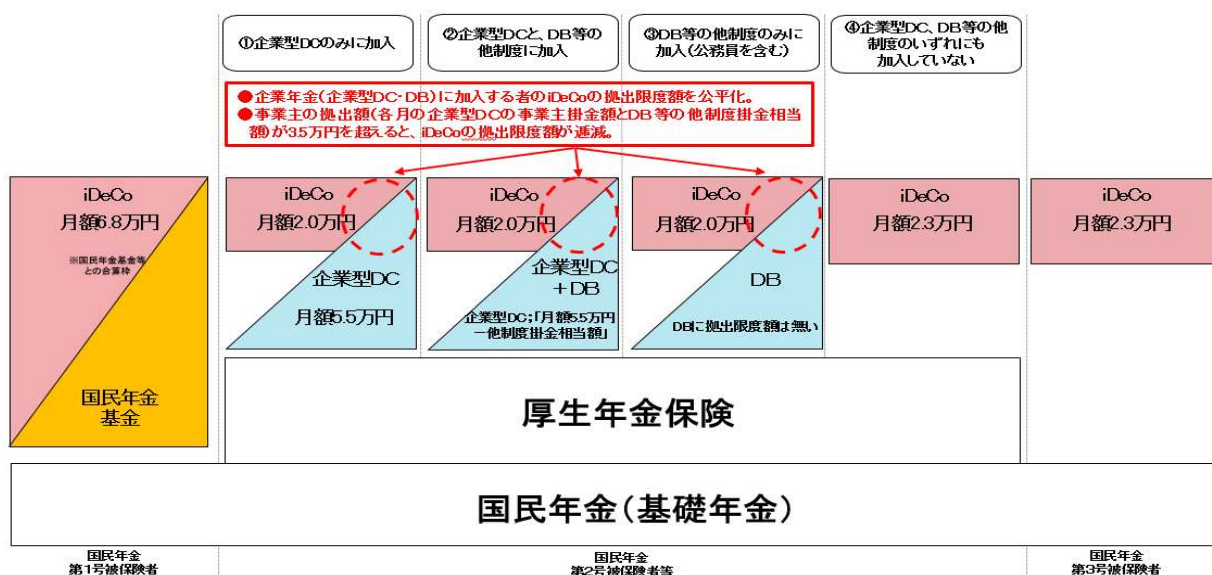 ①企業型DCのみに加入
②企業型DCと、DB等の
他制度に加入
③DB等の他制度のみに
加入(公務員を含む)
④企業型DC、DB等の他
制度のいずれにも
加入していない
●企業年金(企業型DC・DB)に加入する者のiDeCoの拠出限度額を公平化。
●事業主の拠出額(各月の企業型DCの事業主掛金額とDB等の他制度掛金相当
額)が3.5万円を超えると、iDeCoの拠出限度額が逓減。
iDeCo
月額6.8万円
※国民年金基金等
との合算枠
国民年金
基金
iDeCo
月額2.0万円
企業型DC
月額5.5万円
iDeCo
月額2.0万円
企業型DC
+DB
企業型DC;「月額5.5万円
−他制度掛金相当額」
iDeCo
月額2.0万円
DB
DBに拠出限度額は無い
iDeCo
月額2.3万円
iDeCo
月額2.3万円
厚生年金保険
国民年金(基礎年金)
国民年金
第1号被保険者
国民年金
第2号被保険者等
国民年金
第3号被保険者